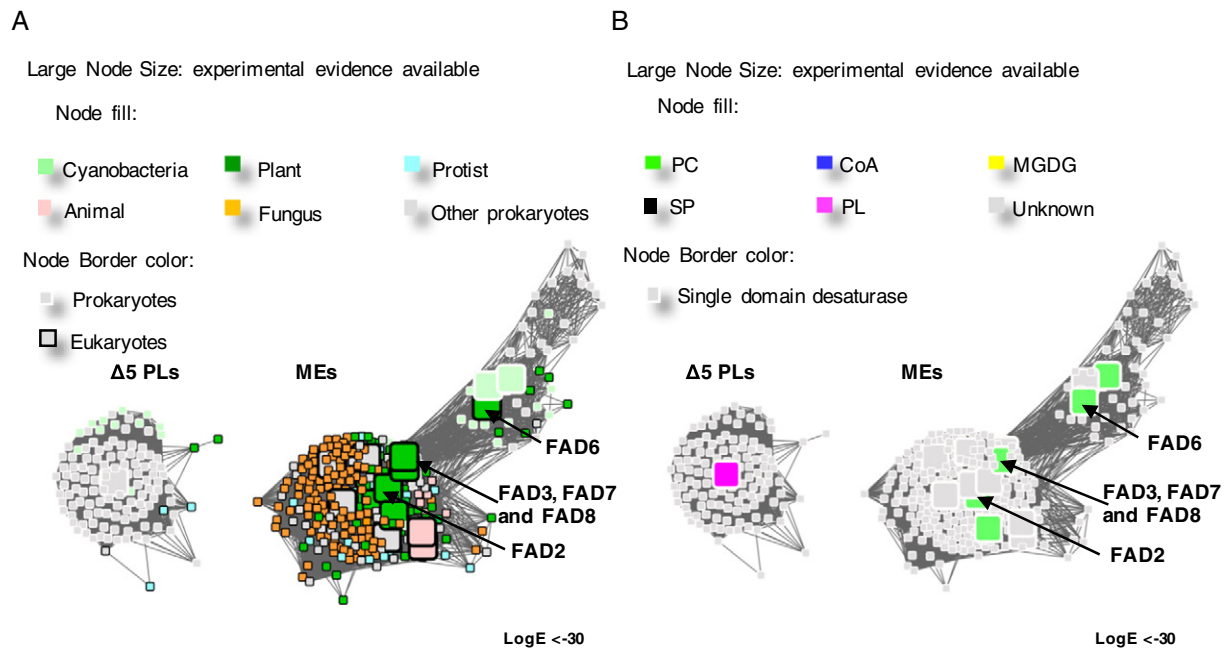 A
Large Node Size: experimental evidence available
Node fill:
Cyanobacteria
Plant
Protist
Animal
Fungus
Other prokaryotes
Node Border color:
Prokaryotes
Eukaryotes
Δ5 PLs
MEs
FAD6
FAD3, FAD7
and FAD8
FAD2
LogE <-30
B
Large Node Size: experimental evidence available
Node fill:
PC
CoA
MGDG
SP
PL
Unknown
Node Border color:
Single domain desaturase
Δ5 PLs
MEs
FAD6
FAD3, FAD7
and FAD8
FAD2
LogE <-30